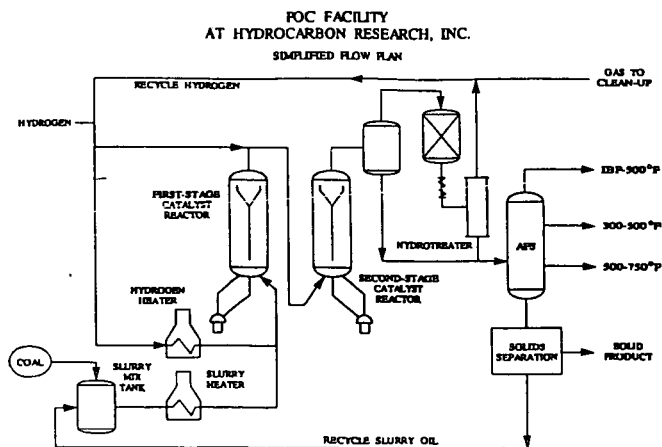 POC FACILITY
AT HYDROCARBON RESEARCH, INC.
SIMPLIFIED FLOW PLAN
GAS TO
CLEAN-UP
RECYCLE HYDROGEN
HYDROGEN
IBP-300°F
FIRST-STAGE
CATALYST
REACTOR
300-500°F
HYDROTREATER
APS
SECOND-STAGE
CATALYST
REACTOR
500-750°F
HYDROGEN
HEATER
SOLIDS
SEPARATION
SOLID
PRODUCT
COAL
SLURRY
MIX
TANK
SLURRY
HEATER
RECYCLE SLURRY OIL